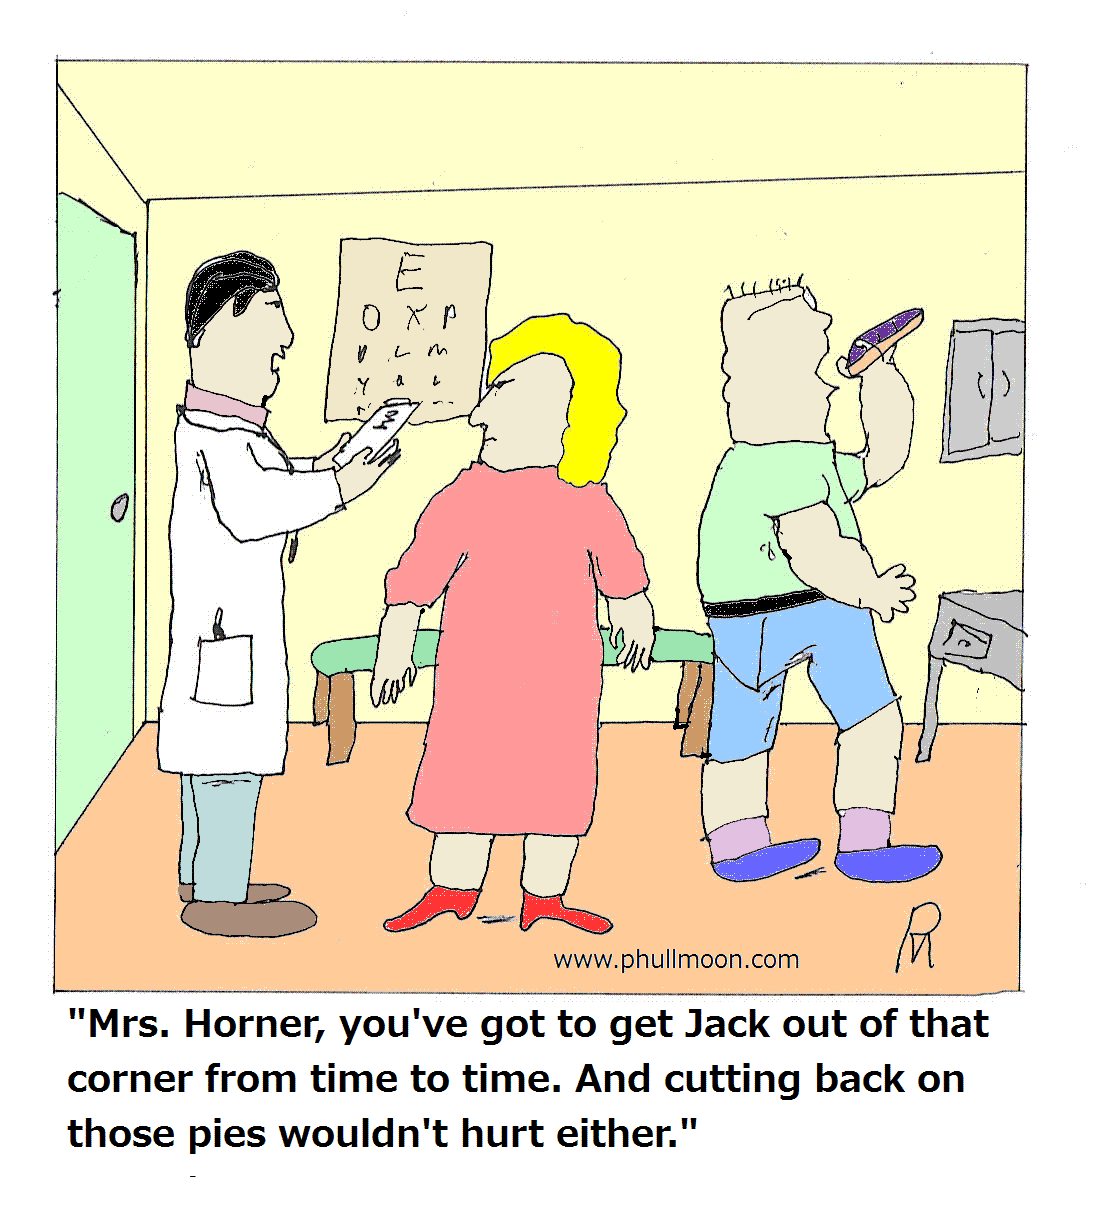 E
O X P
www.phullmoon.com
"Mrs. Horner, you've got to get Jack out of that
corner from time to time. And cutting back on
those pies wouldn't hurt either."